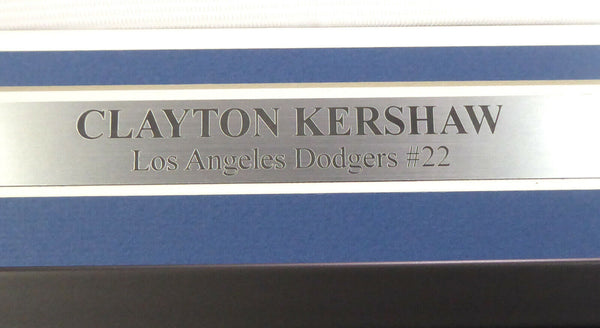 CLAYTON KERSHAW
Los Angeles Dodgers #22